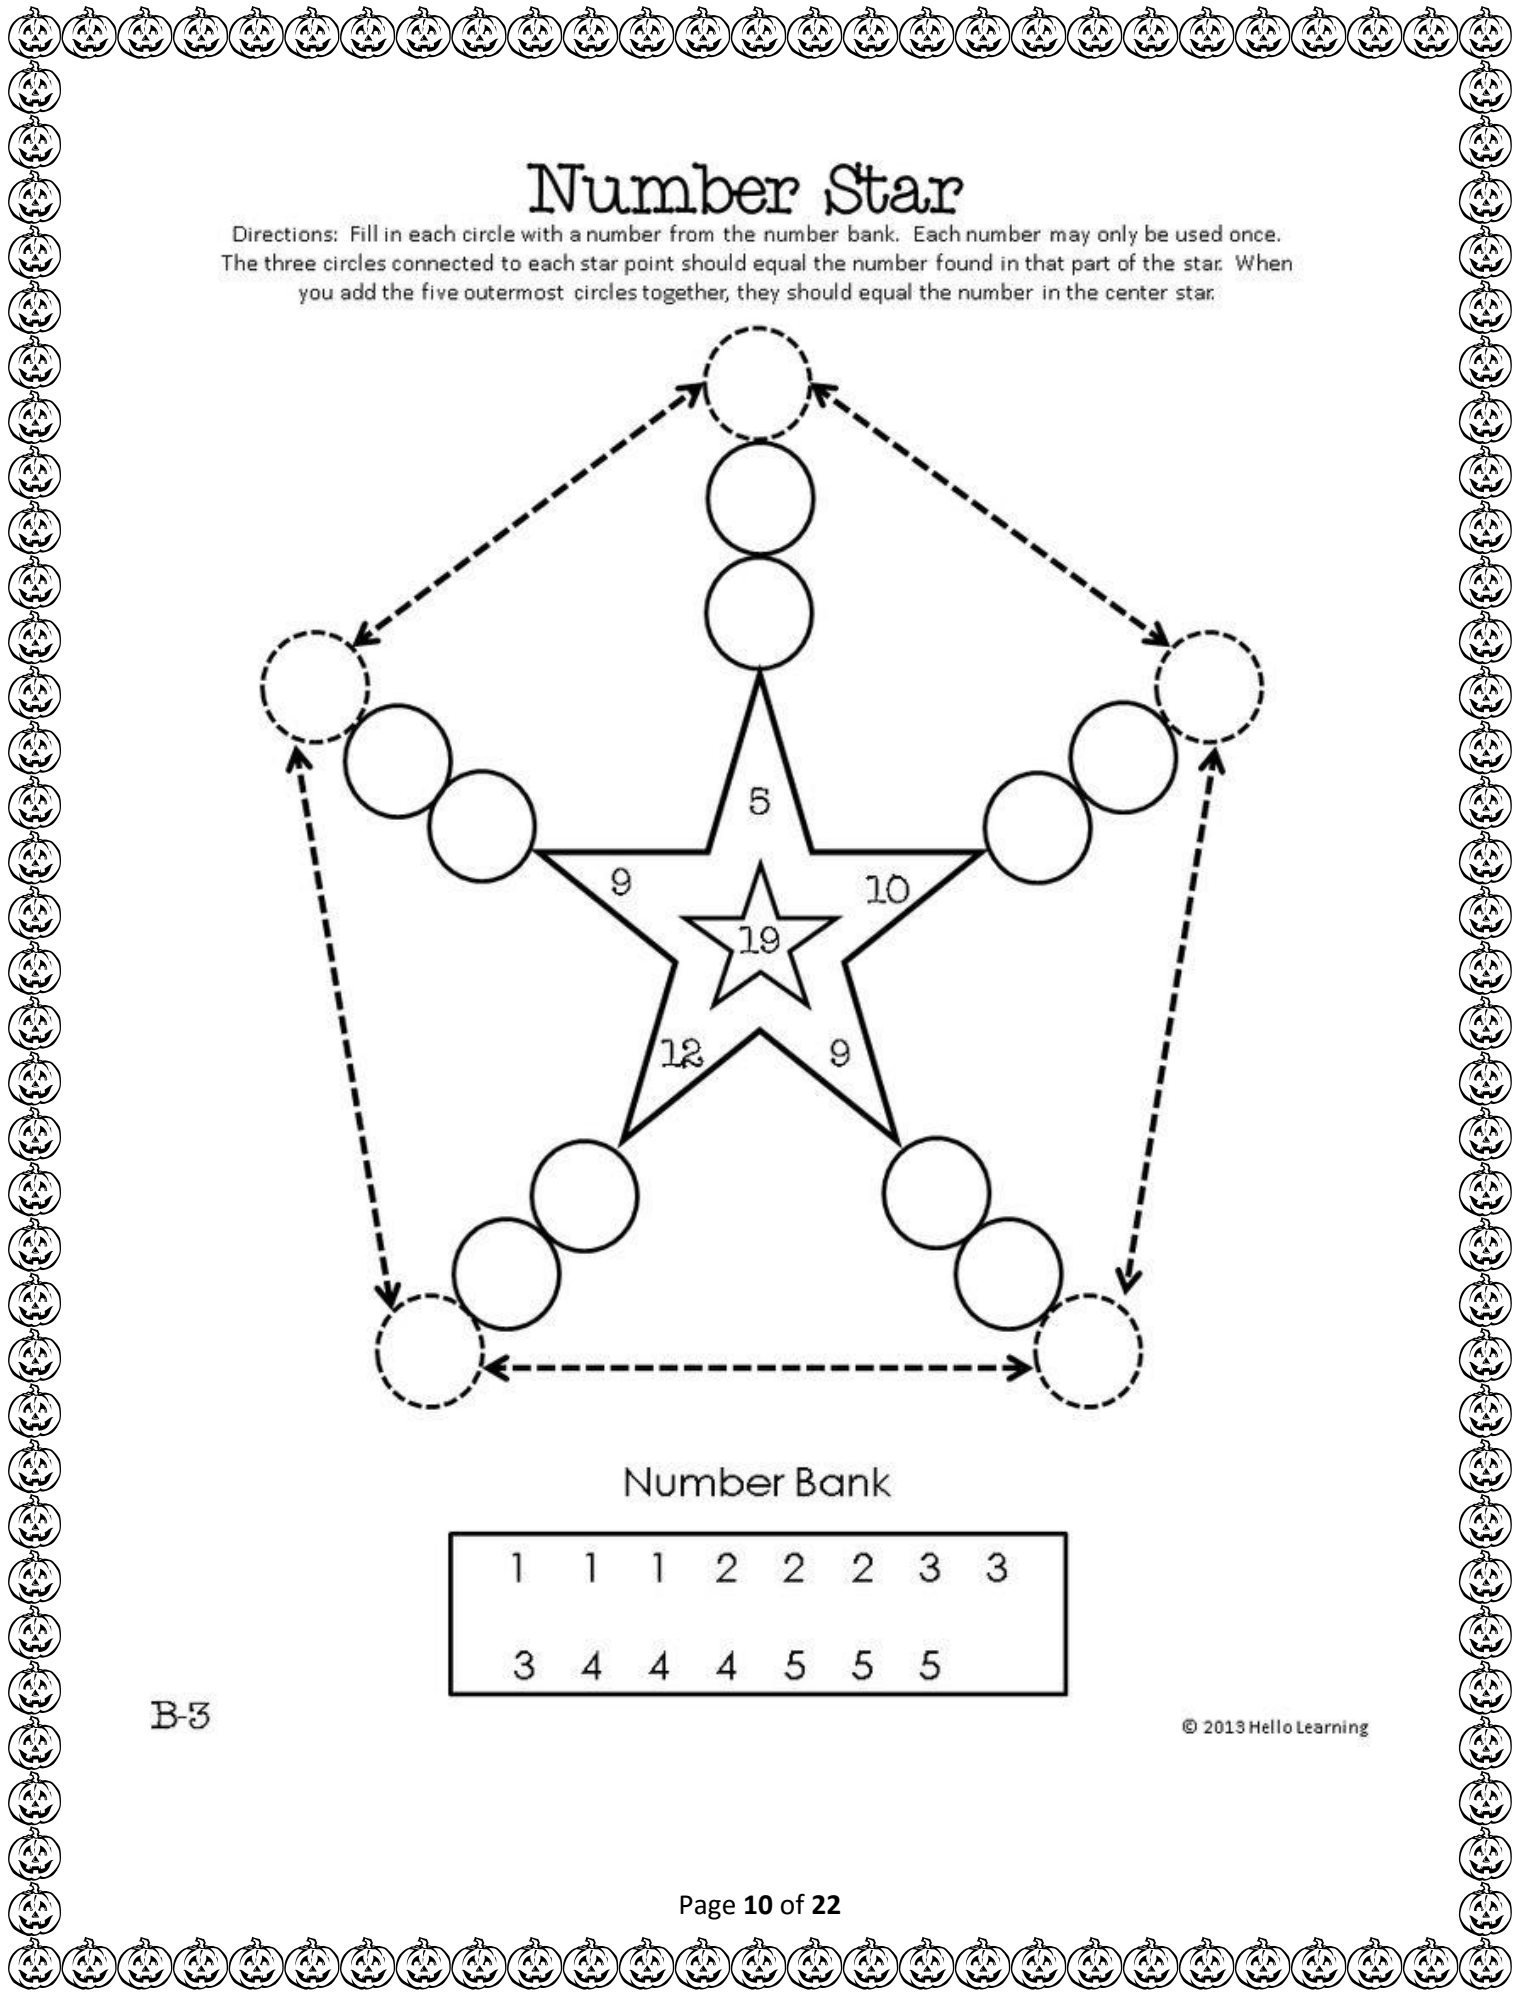 Number Star
Directions: Fill in each circle with a number from the number bank. Each number may only be used once.
The three circles connected to each star point should equal the number found in that part of the star. When
you add the five outermost circles together, they should equal the number in the center star.
5
9
10
19
12
9
Number Bank
1 1 1 2 2 2 3 3
3 4 4 4 5 5 5
B-3
© 2013 Hello Learning
Page 10 of 22